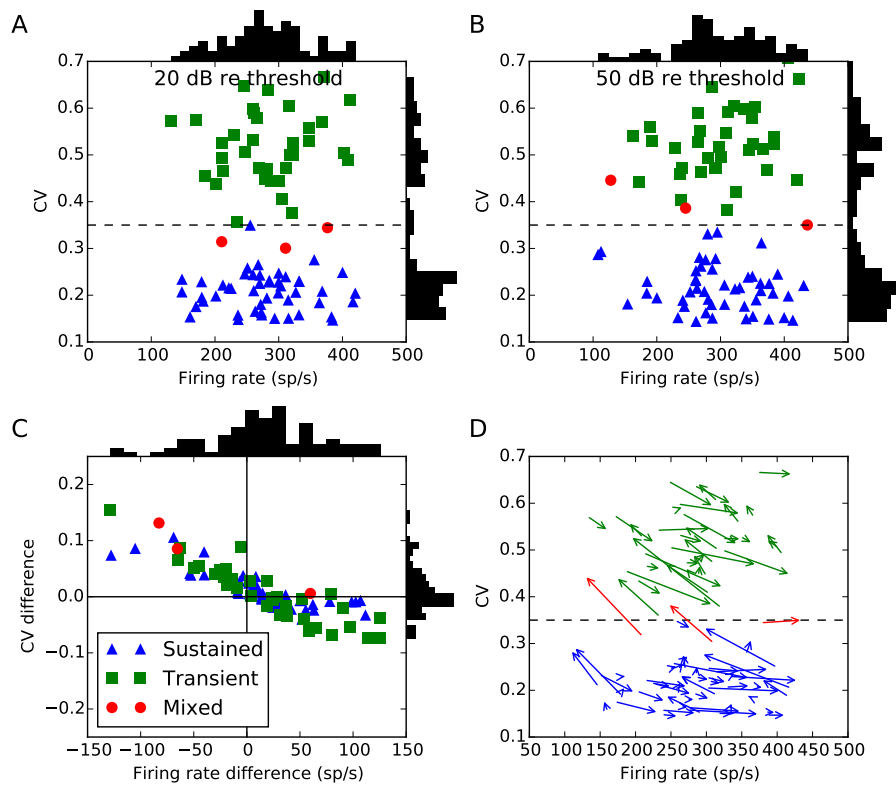 A
20 dB re threshold
CV
0.7
0.6
0.5
0.4
0.3
0.2
0.1
0 100 200 300 400 500
Firing rate (sp/s)
B
50 dB re threshold
CV
0.7
0.6
0.5
0.4
0.3
0.2
0.1
0 100 200 300 400 500
Firing rate (sp/s)
C
CV difference
0.2
0.1
0.0
−0.1
−0.2
Sustained
Transient
Mixed
−150 −100 −50 0 50 100 150
Firing rate difference (sp/s)
D
CV
0.7
0.6
0.5
0.4
0.3
0.2
0.1
50 100 150 200 250 300 350 400 450 500
Firing rate (sp/s)